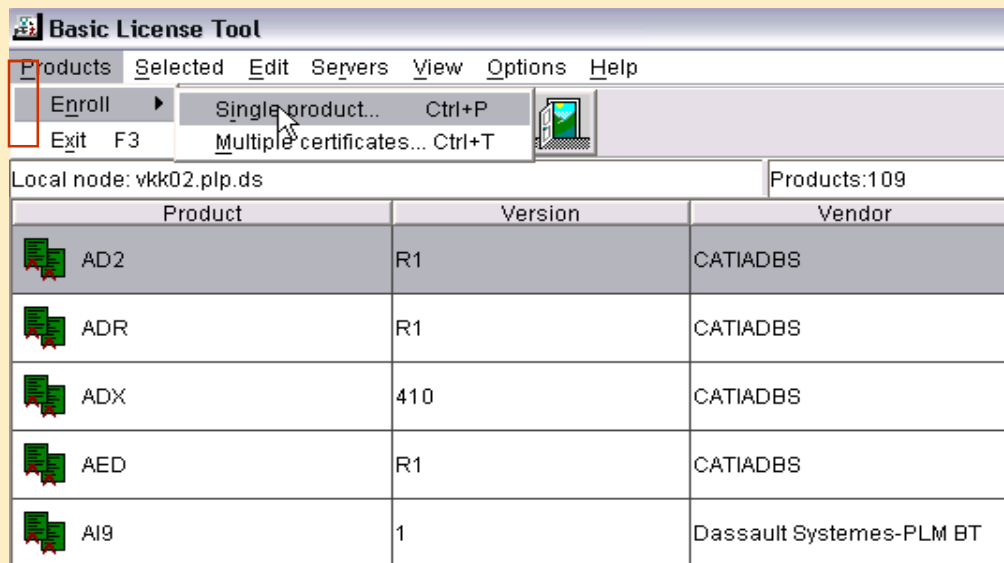 Basic License Tool
Products Selected Edit Servers View Options Help
Enroll Single product... Ctrl+P
Exit F3 Multiple certificates... Ctrl+T
Local node: vkk02.plp.ds Products:109
Product Version Vendor
AD2 R1 CATIADBS
ADR R1 CATIADBS
ADX 410 CATIADBS
AED R1 CATIADBS
AI9 1 Dassault Systemes-PLM BT